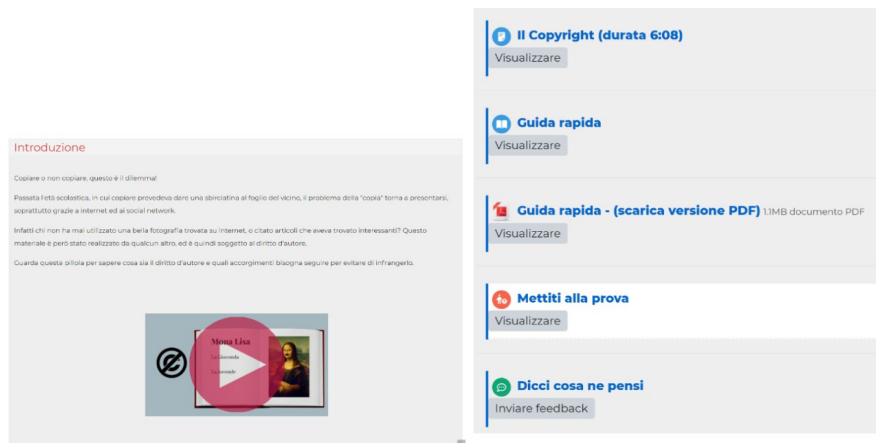 Introduzione
Copiare o non copiare, questo è il dilemma!
Passata l'età scolastica, in cui copiare prevedeva dare una sbirciatina al foglio del vicino, il problema della "copia" torna a presentarsi,
soprattutto grazie a internet ed ai social network.
Infatti chi non ha mai utilizzato una bella fotografia trovata su internet, o citato articoli che aveva trovato interessanti? Questo
materiale è però stato realizzato da qualcun altro, ed è quindi soggetto al diritto d'autore.
Guarda questa pillola per sapere cosa sia il diritto d'autore e quali accorgimenti bisogna seguire per evitare di infrangerlo.
Mona Lisa
La Gioconda
La Joconde
Il Copyright (durata 6:08)
Visualizzare
Guida rapida
Visualizzare
Guida rapida - (scarica versione PDF) 1.1MB documento PDF
Visualizzare
Mettiti alla prova
Visualizzare
Dicci cosa ne pensi
Inviare feedback